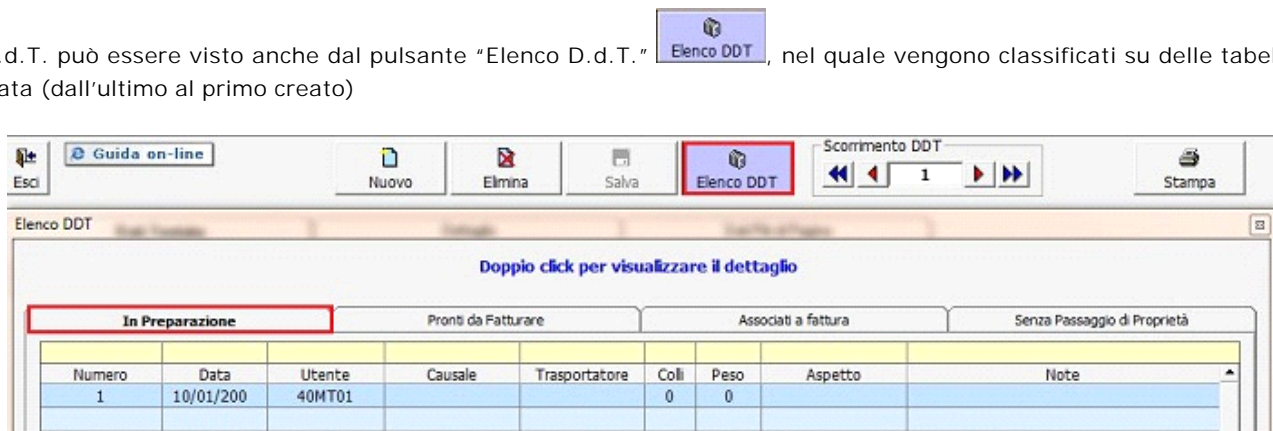 Elenco DDT
.d.T. può essere visto anche dal pulsante “Elenco D.d.T.” , nel quale vengono classificati su delle tabel
ata (dall'ultimo al primo creato)
Esci
Guida on-line
Nuovo
Elimina
Salva
Elenco DDT
Scorrimento DDT
1
Stampa
Elenco DDT
Doppio click per visualizzare il dettaglio
In Preparazione Pronti da Fatturare Associati a fattura Senza Passaggio di Proprietà
Numero Data Utente Causale Trasportatore Colli Peso Aspetto Note
1 10/01/200 40MT01 0 0